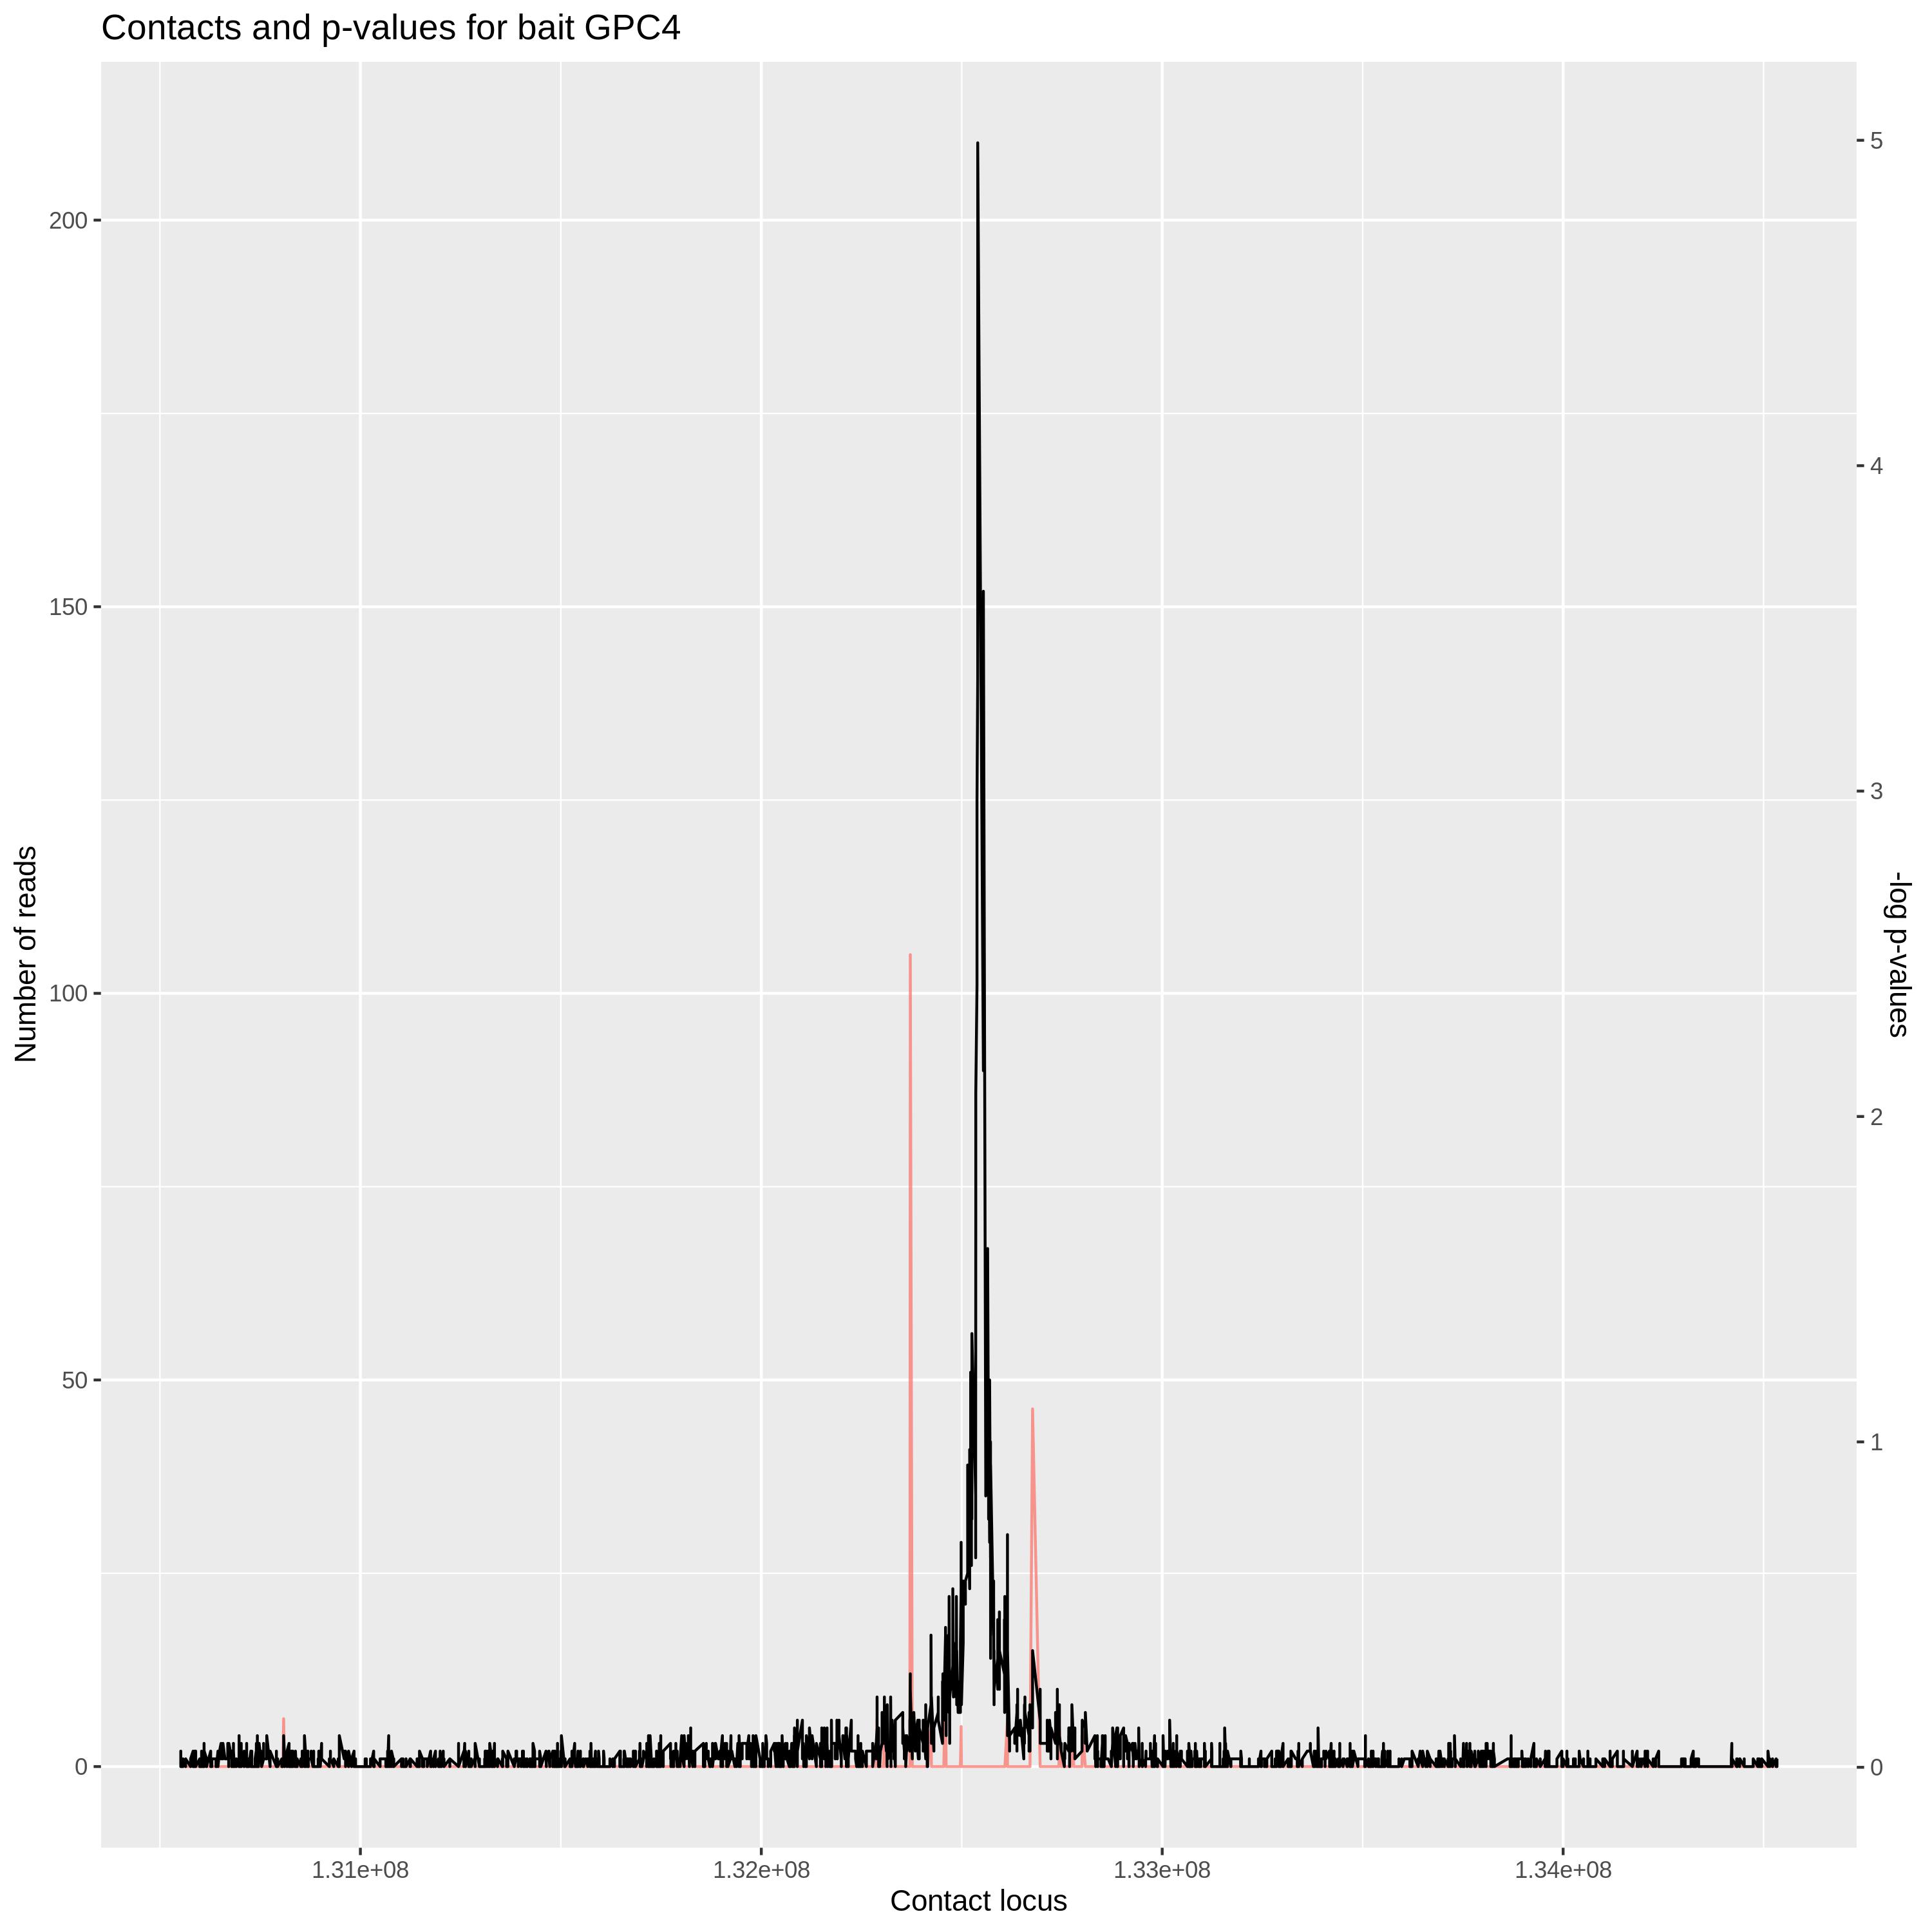 Contacts and p-values for bait GPC4
Number of reads
200
150
100
50
0
5
4
3
2
1
0
-log p-values
1.31e+08
1.32e+08
1.33e+08
1.34e+08
Contact locus